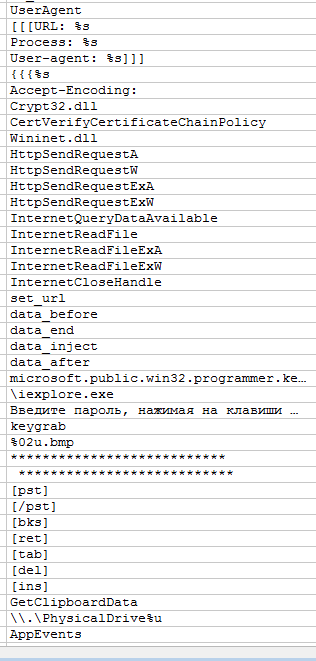 UserAgent
[[[URL: %s
Process: %s
User-agent: %s]]]
{{{%s
Accept-Encoding:
Crypt32.dll
CertVerifyCertificateChainPolicy
Wininet.dll
HttpSendRequestA
HttpSendRequestW
HttpSendRequestExA
HttpSendRequestExW
InternetQueryDataAvailable
InternetReadFile
InternetReadFileExA
InternetReadFileExW
InternetCloseHandle
set_url
data_before
data_end
data_inject
data_after
microsoft.public.win32.programmer.ke…
\iexplore.exe
Введите пароль, нажимая на клавиши …
keygrab
%02u.bmp
***************************
***************************
[pst]
[/pst]
[bks]
[ret]
[tab]
[del]
[ins]
GetClipboardData
\\.\PhysicalDrive%u
AppEvents